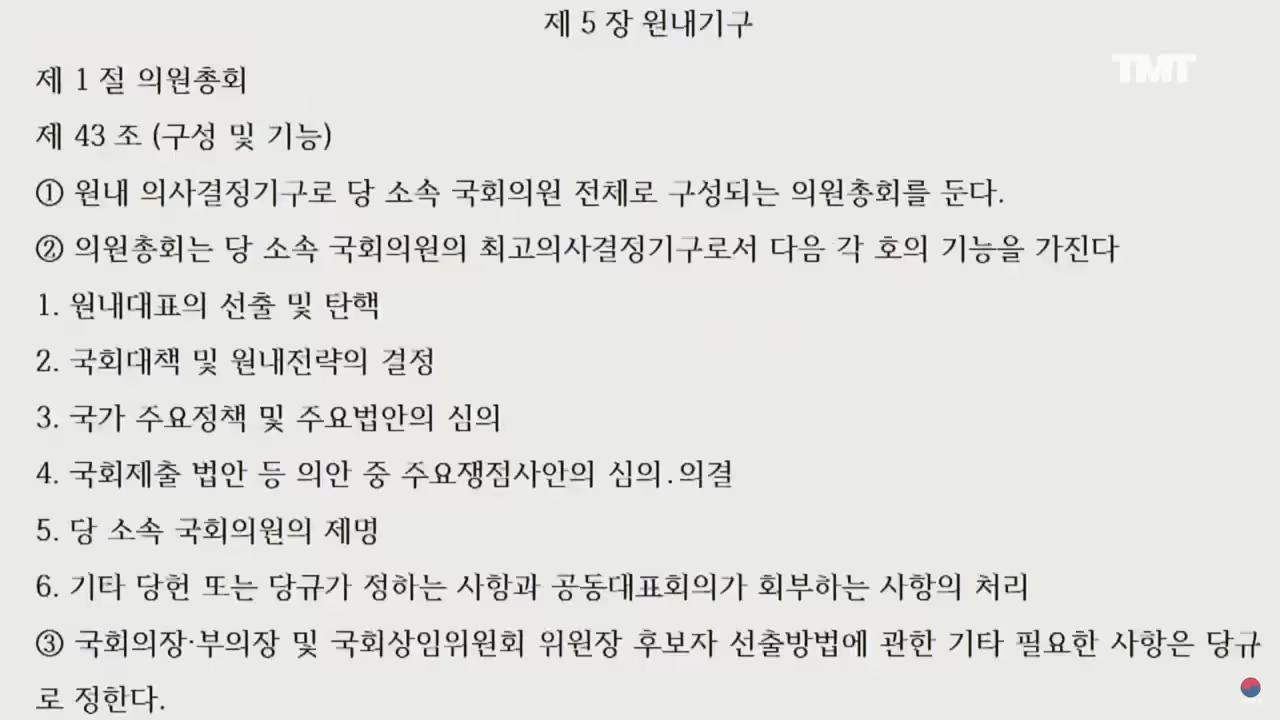 제 5 장 원내기구
TMT
제 1 절 의원총회
제 43 조 (구성 및 기능)
① 원내 의사결정기구로 당 소속 국회의원 전체로 구성되는 의원총회를 둔다.
② 의원총회는 당 소속 국회의원의 최고의사결정기구로서 다음 각 호의 기능을 가진다
1. 원내대표의 선출 및 탄핵
2. 국회대책 및 원내전략의 결정
3. 국가 주요정책 및 주요법안의 심의
4. 국회제출 법안 등 의안 중 주요쟁점사안의 심의.의결
5. 당 소속 국회의원의 제명
6. 기타 당헌 또는 당규가 정하는 사항과 공동대표회의가 회부하는 사항의 처리
③ 국회의장·부의장 및 국회상임위원회 위원장 후보자 선출방법에 관한 기타 필요한 사항은 당규
로 정한다.